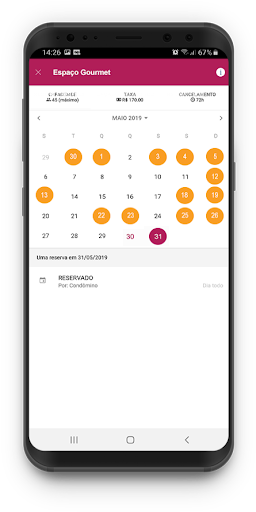 14:26 67%
× Espaço Gourmet
CAPACIDADE TAXA CANCELAMENTO
45 (máximo) R$ 170.00 72h
MAIO 2019
S T Q Q S S D
29 30 1 2 3 4 5
6 7 8 9 10 11 12
13 14 15 16 17 18 19
20 21 22 23 24 25 26
27 28 29 30 31
Uma reserva em 31/05/2019
RESERVADO
Por: Condômino Dia todo